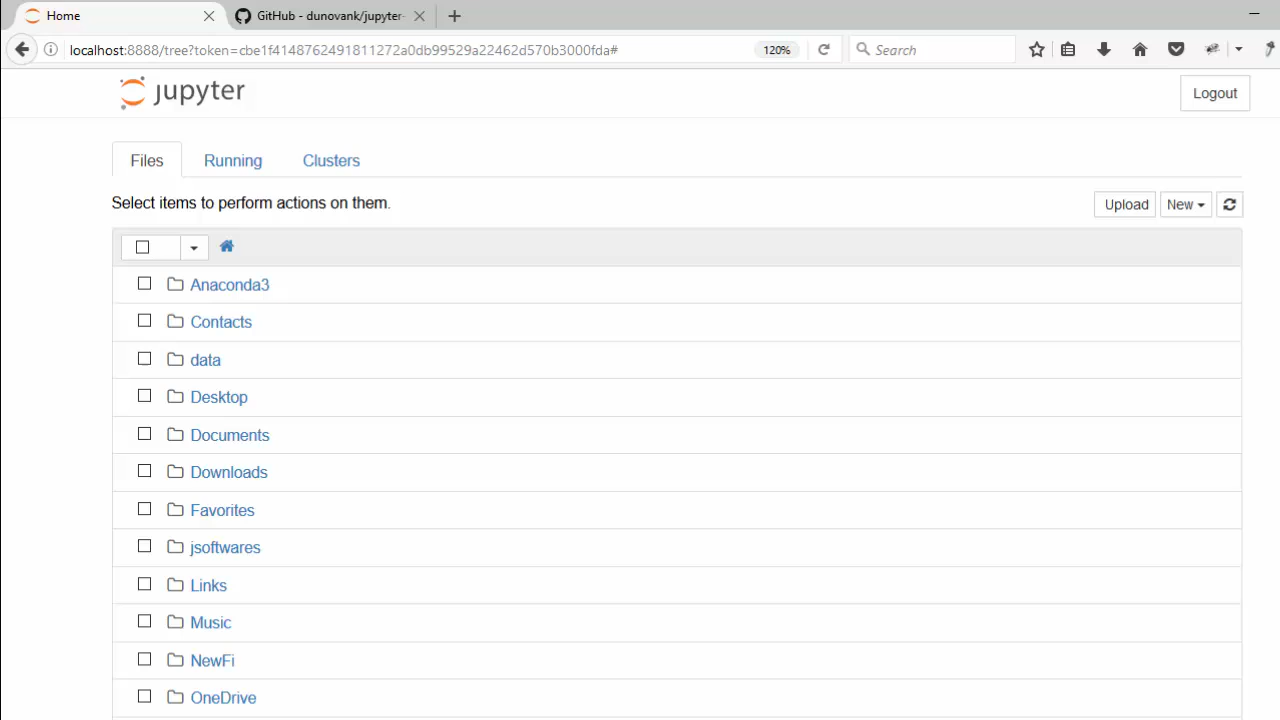 Home
GitHub - dunovank/jupyter-
localhost:8888/tree?token=cbe1f4148762491811272a0db99529a22462d570b3000fda#
120%
Search
jupyter
Logout
Files Running Clusters
Select items to perform actions on them.
Upload New
Anaconda3
Contacts
data
Desktop
Documents
Downloads
Favorites
jsoftwares
Links
Music
NewFi
OneDrive